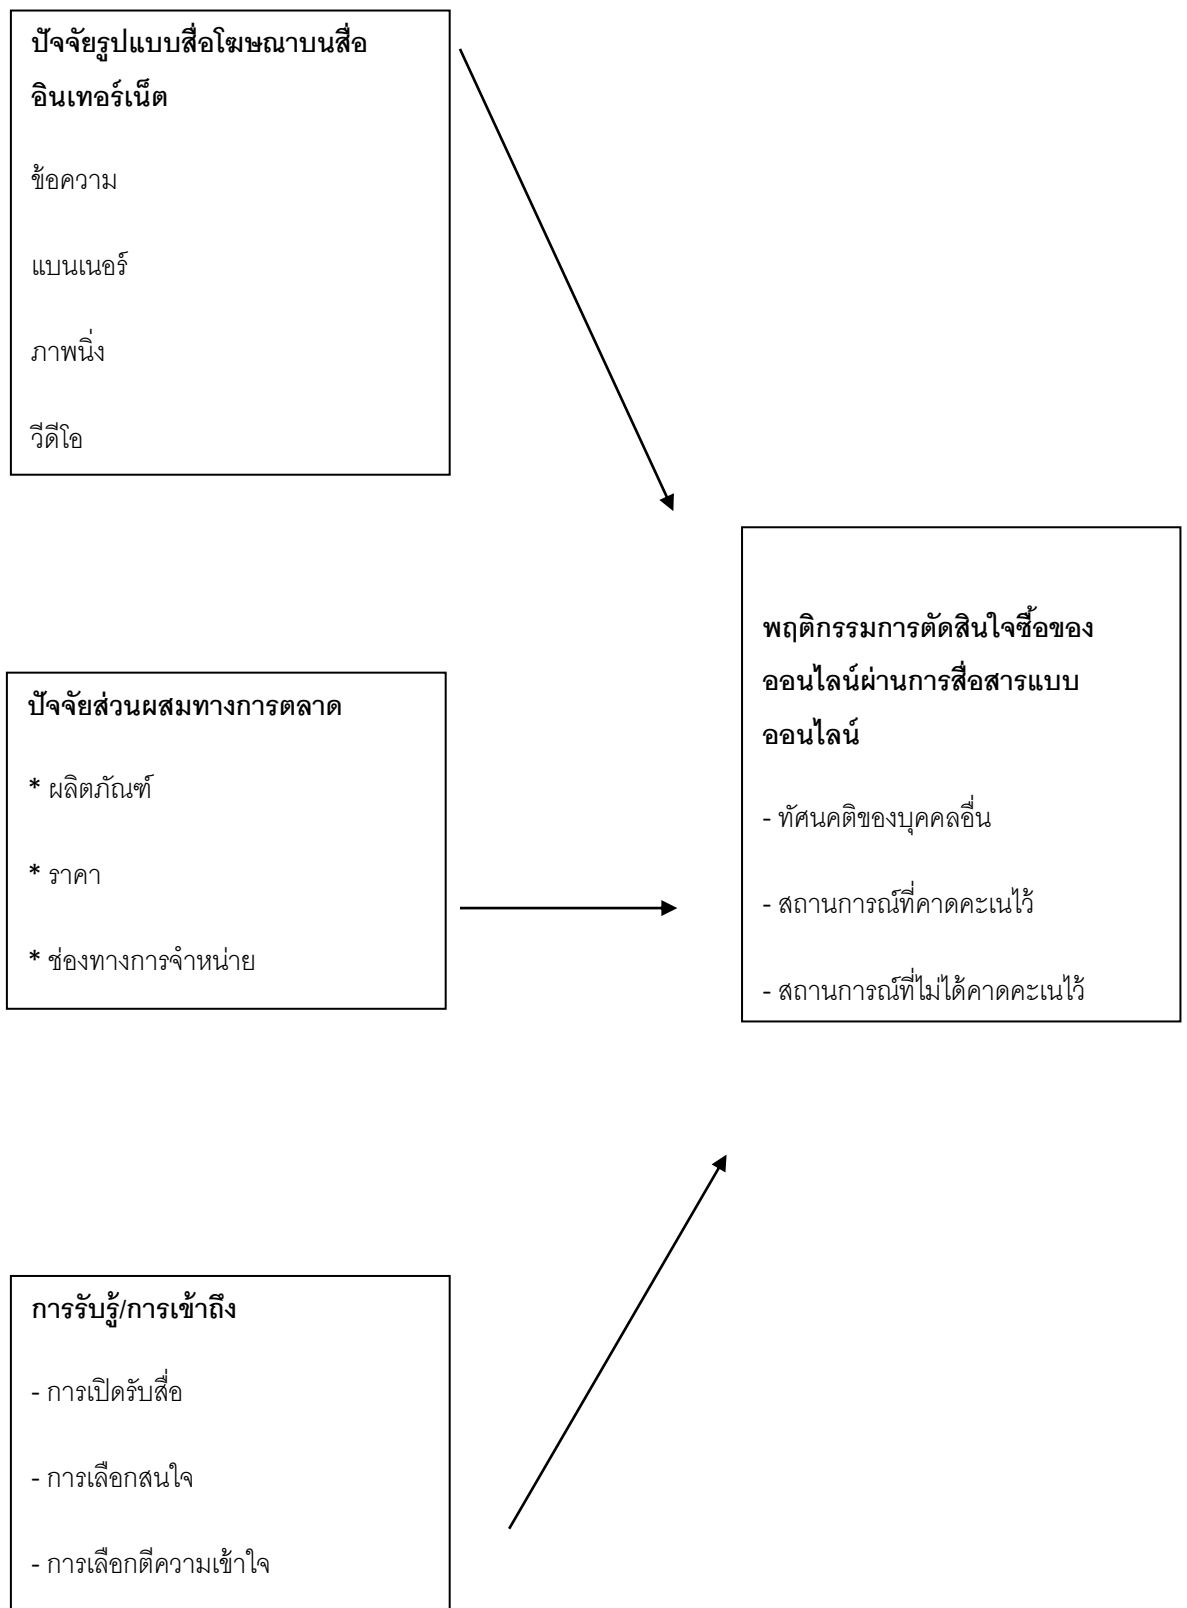 ปัจจัยรูปแบบสื่อโฆษณาบนสื่อ
อินเทอร์เน็ต
ข้อความ
แบนเนอร์
ภาพนิ่ง
วีดีโอ
ปัจจัยส่วนผสมทางการตลาด
* ผลิตภัณฑ์
* ราคา
* ช่องทางการจำหน่าย
พฤติกรรมการตัดสินใจซื้อของ
ออนไลน์ผ่านการสื่อสารแบบ
ออนไลน์
- ทัศนคติของบุคคลอื่น
- สถานการณ์ที่คาดคะเนไว้
- สถานการณ์ที่ไม่ได้คาดคะเนไว้
การรับรู้/การเข้าถึง
- การเปิดรับสื่อ
- การเลือกสนใจ
- การเลือกตีความเข้าใจ